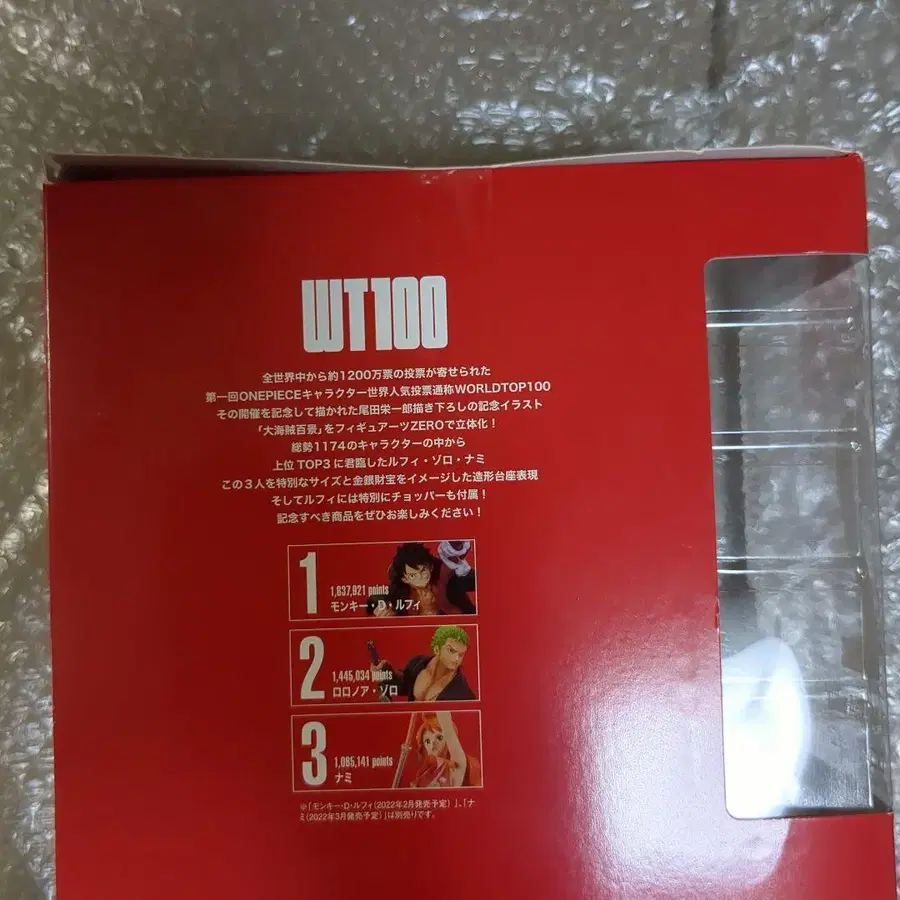 WT100
全世界中から約1200万票の投票が寄せられた
第一回ONEPIECEキャラクター世界人気投票通称WORLDTOP100
その開催を記念して描かれた尾田栄一郎描き下ろしの記念イラスト
「大海賊百景」をフィギュアーツZEROで立体化！
総勢1174のキャラクターの中から
上位TOP3に君臨したルフィ・ゾロ・ナミ
この3人を特別なサイズと金銀財宝をイメージした造形台座表現
そしてルフィには特別にチョッパーも付属！
記念すべき商品をぜひお楽しみください！
1
1,837,921 points
モンキー・D・ルフィ
2
1,445,034 points
ロロノア・ゾロ
3
1,085,141 points
ナミ
※「モンキー・D・ルフィ(2022年2月発売予定)」、「ナ
ミ(2022年3月発売予定)」は別売りです。